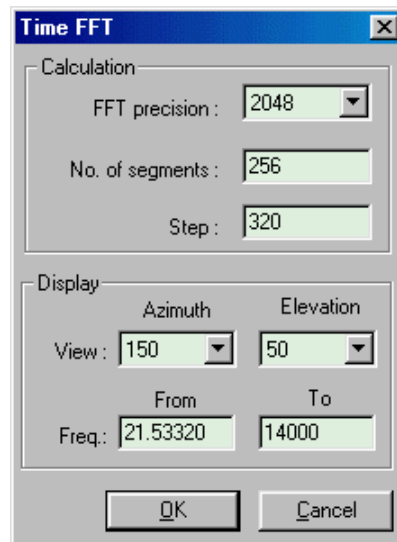 Time FFT
Calculation
FFT precision : 2048
No. of segments : 256
Step : 320
Display
Azimuth Elevation
View : 150 50
From To
Freq.: 21.53320 14000
OK Cancel